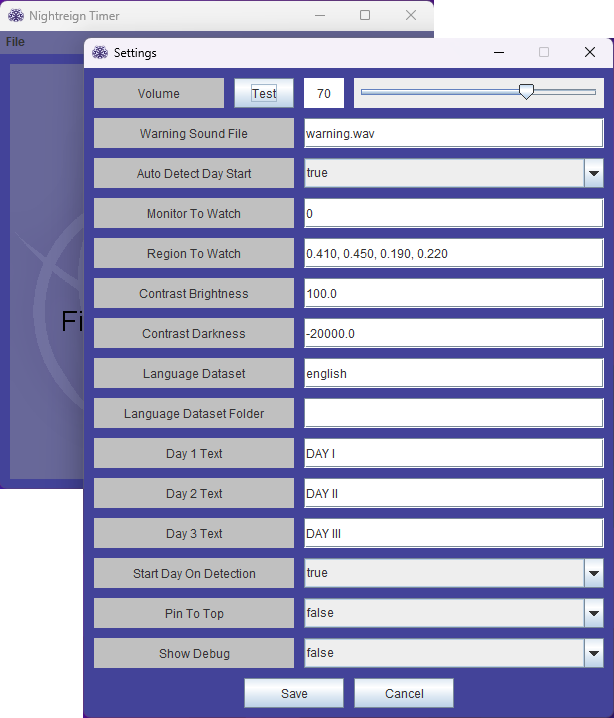 Nightreign Timer
File
Settings
Volume Test 70
Warning Sound File warning.wav
Auto Detect Day Start true
Monitor To Watch 0
Region To Watch 0.410, 0.450, 0.190, 0.220
Contrast Brightness 100.0
Contrast Darkness -20000.0
Language Dataset english
Language Dataset Folder
Day 1 Text DAY I
Day 2 Text DAY II
Day 3 Text DAY III
Start Day On Detection true
Pin To Top false
Show Debug false
Save Cancel